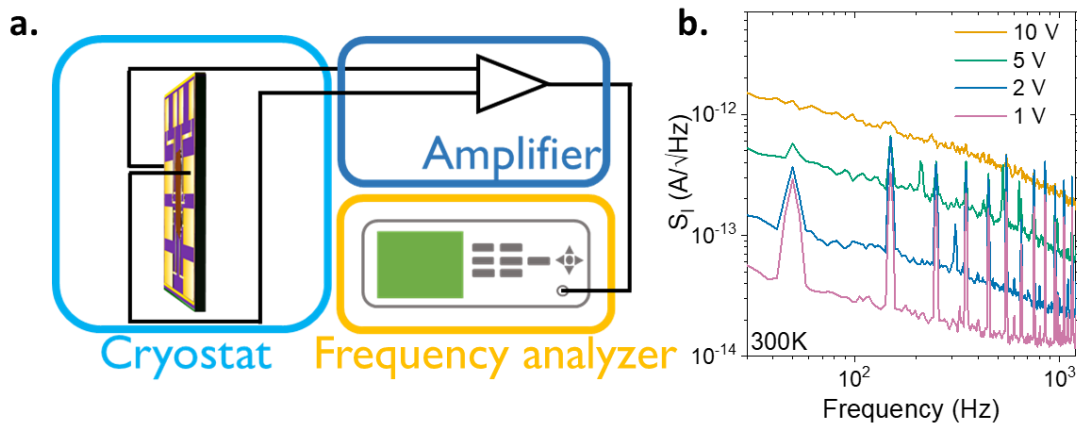 a.
Amplifier
Cryostat
Frequency analyzer
b.
10 V
5 V
2 V
1 V
S_I (A/√Hz)
10⁻¹²
10⁻¹³
10⁻¹⁴
300K
10²
10³
Frequency (Hz)